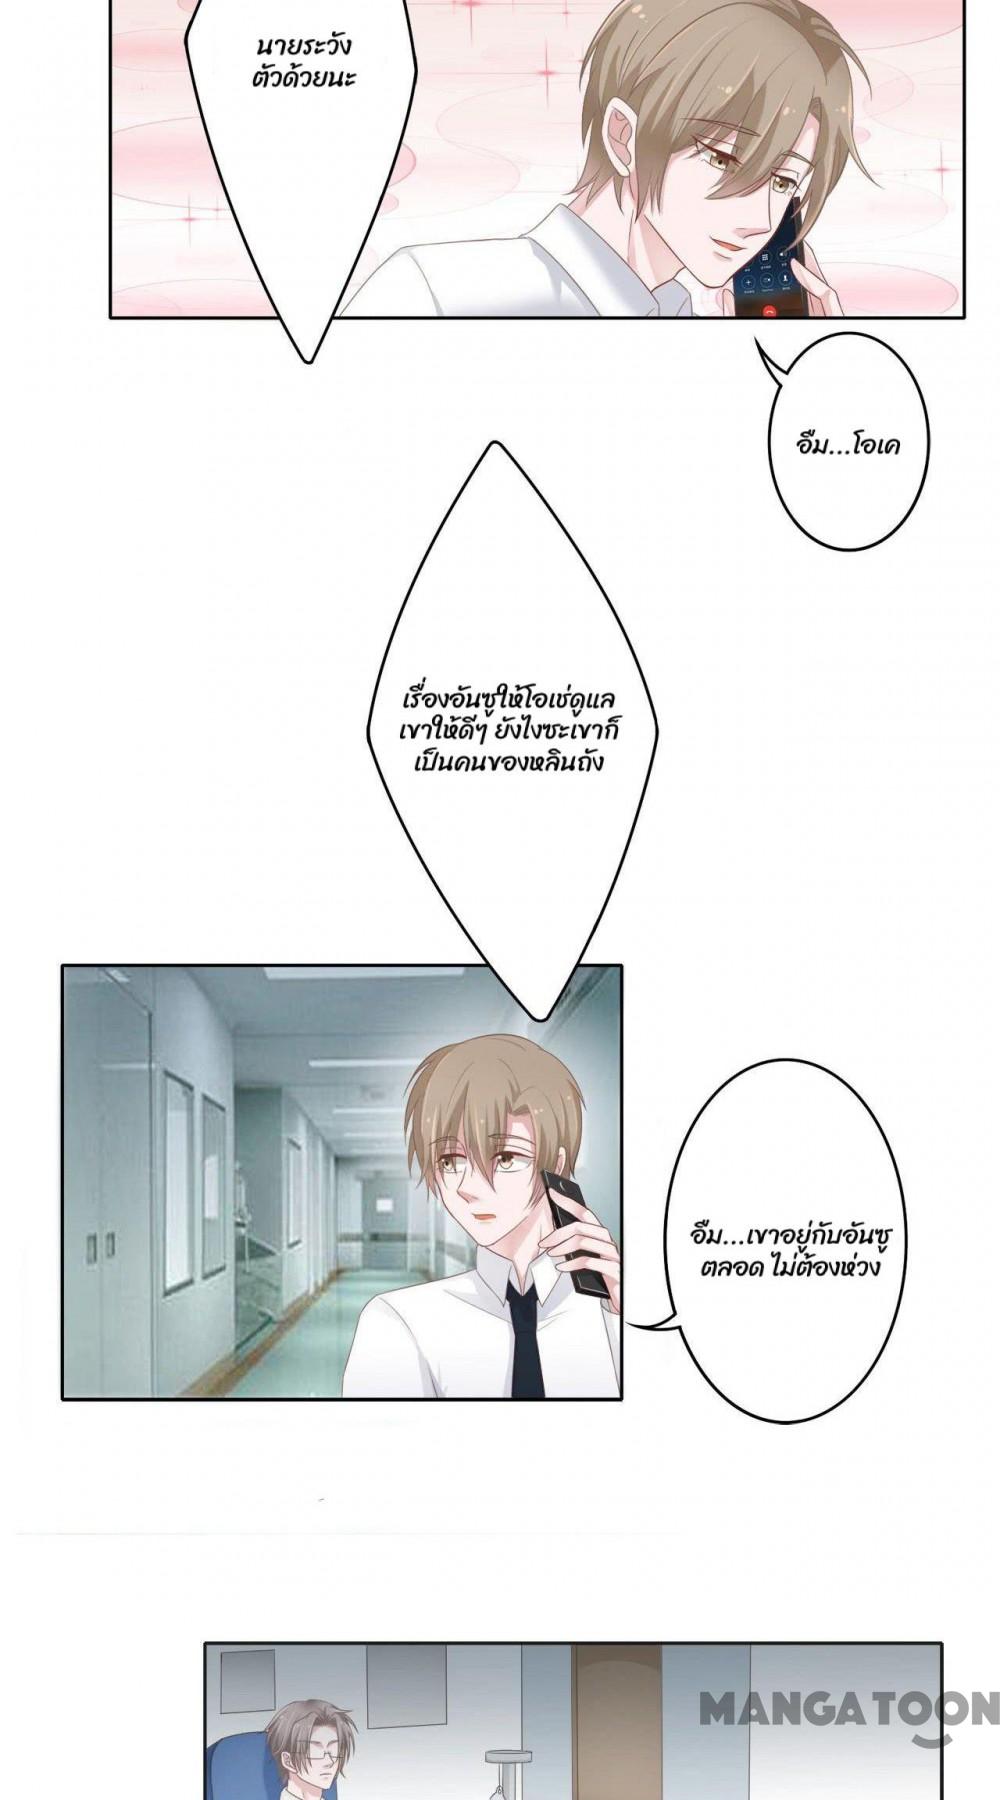 นายระวัง
ตัวด้วยนะ
อืม...โอเค
เรื่องอันซูให้โอเช่ดูแล
เขาให้ดีๆ ยังไงซะเขาก็
เป็นคนของหลินถัง
อืม...เขาอยู่กับอันซู
ตลอด ไม่ต้องห่วง
MANGATOON